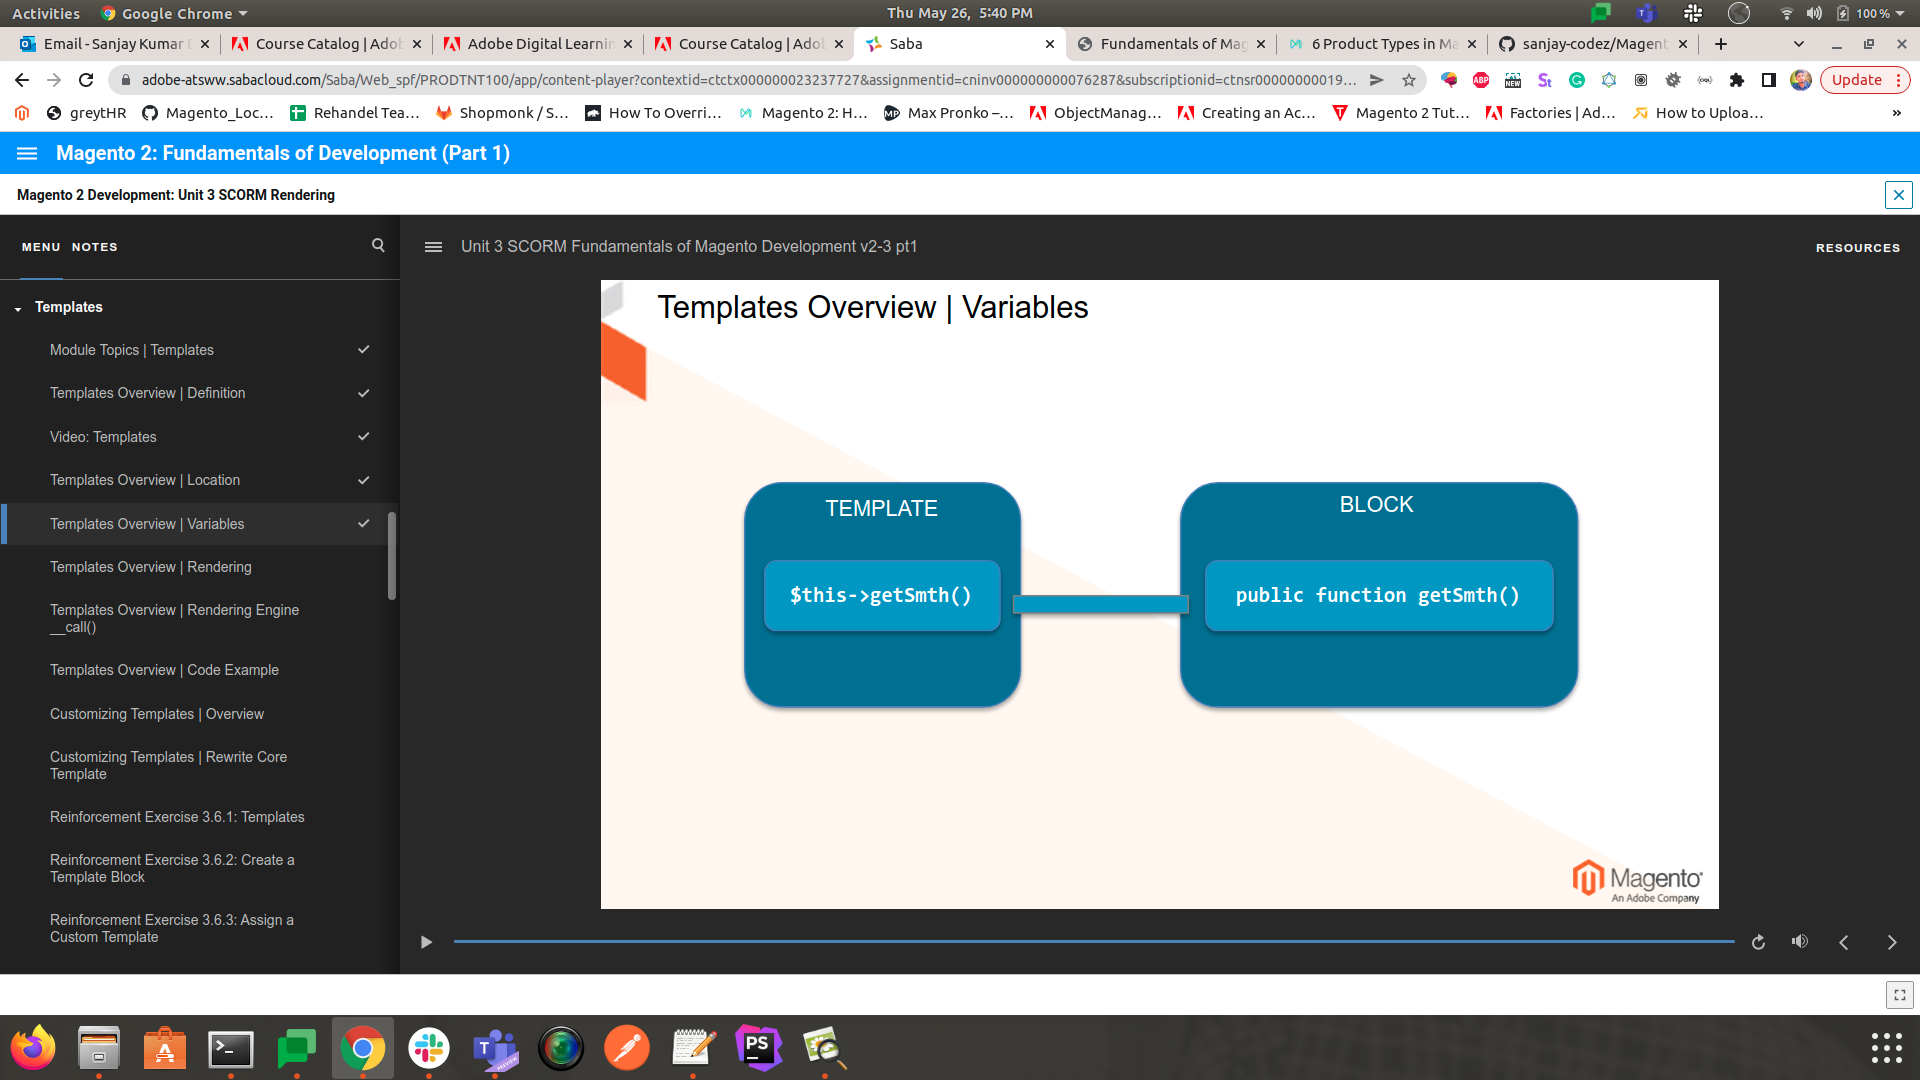 Activities Google Chrome Thu May 26, 5:40 PM 100 %
Email - Sanjay Kumar Course Catalog | Adob Adobe Digital Learnin Course Catalog | Adob Saba Fundamentals of Mag 6 Product Types in Ma sanjay-codez/Magent
adobe-atsww.sabacloud.com/Saba/Web_spf/PRODTNT100/app/content-player?contextid=ctctx000000023237727&assignmentid=cninv000000000076287&subscriptionid=ctnsr00000000019... ABP NEW St Update
greyTHR Magento_Loc... Rehandel Tea... Shopmonk / S... How To Overri... Magento 2: H... MP Max Pronko –... ObjectManag... Creating an Ac... Magento 2 Tut... Factories | Ad... How to Uploa... »
Magento 2: Fundamentals of Development (Part 1)
Magento 2 Development: Unit 3 SCORM Rendering
MENU NOTES
Unit 3 SCORM Fundamentals of Magento Development v2-3 pt1
RESOURCES
Templates
Module Topics | Templates
Templates Overview | Definition
Video: Templates
Templates Overview | Location
Templates Overview | Variables
Templates Overview | Rendering
Templates Overview | Rendering Engine
__call()
Templates Overview | Code Example
Customizing Templates | Overview
Customizing Templates | Rewrite Core
Template
Reinforcement Exercise 3.6.1: Templates
Reinforcement Exercise 3.6.2: Create a
Template Block
Reinforcement Exercise 3.6.3: Assign a
Custom Template
Templates Overview | Variables
TEMPLATE
$this->getSmth()
BLOCK
public function getSmth()
Magento
An Adobe Company
PS